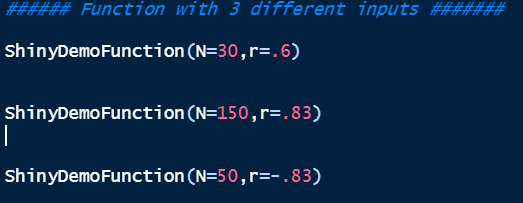 ###### Function with 3 different inputs #######
ShinyDemoFunction(N=30,r=.6)
ShinyDemoFunction(N=150,r=.83)
ShinyDemoFunction(N=50,r=-.83)